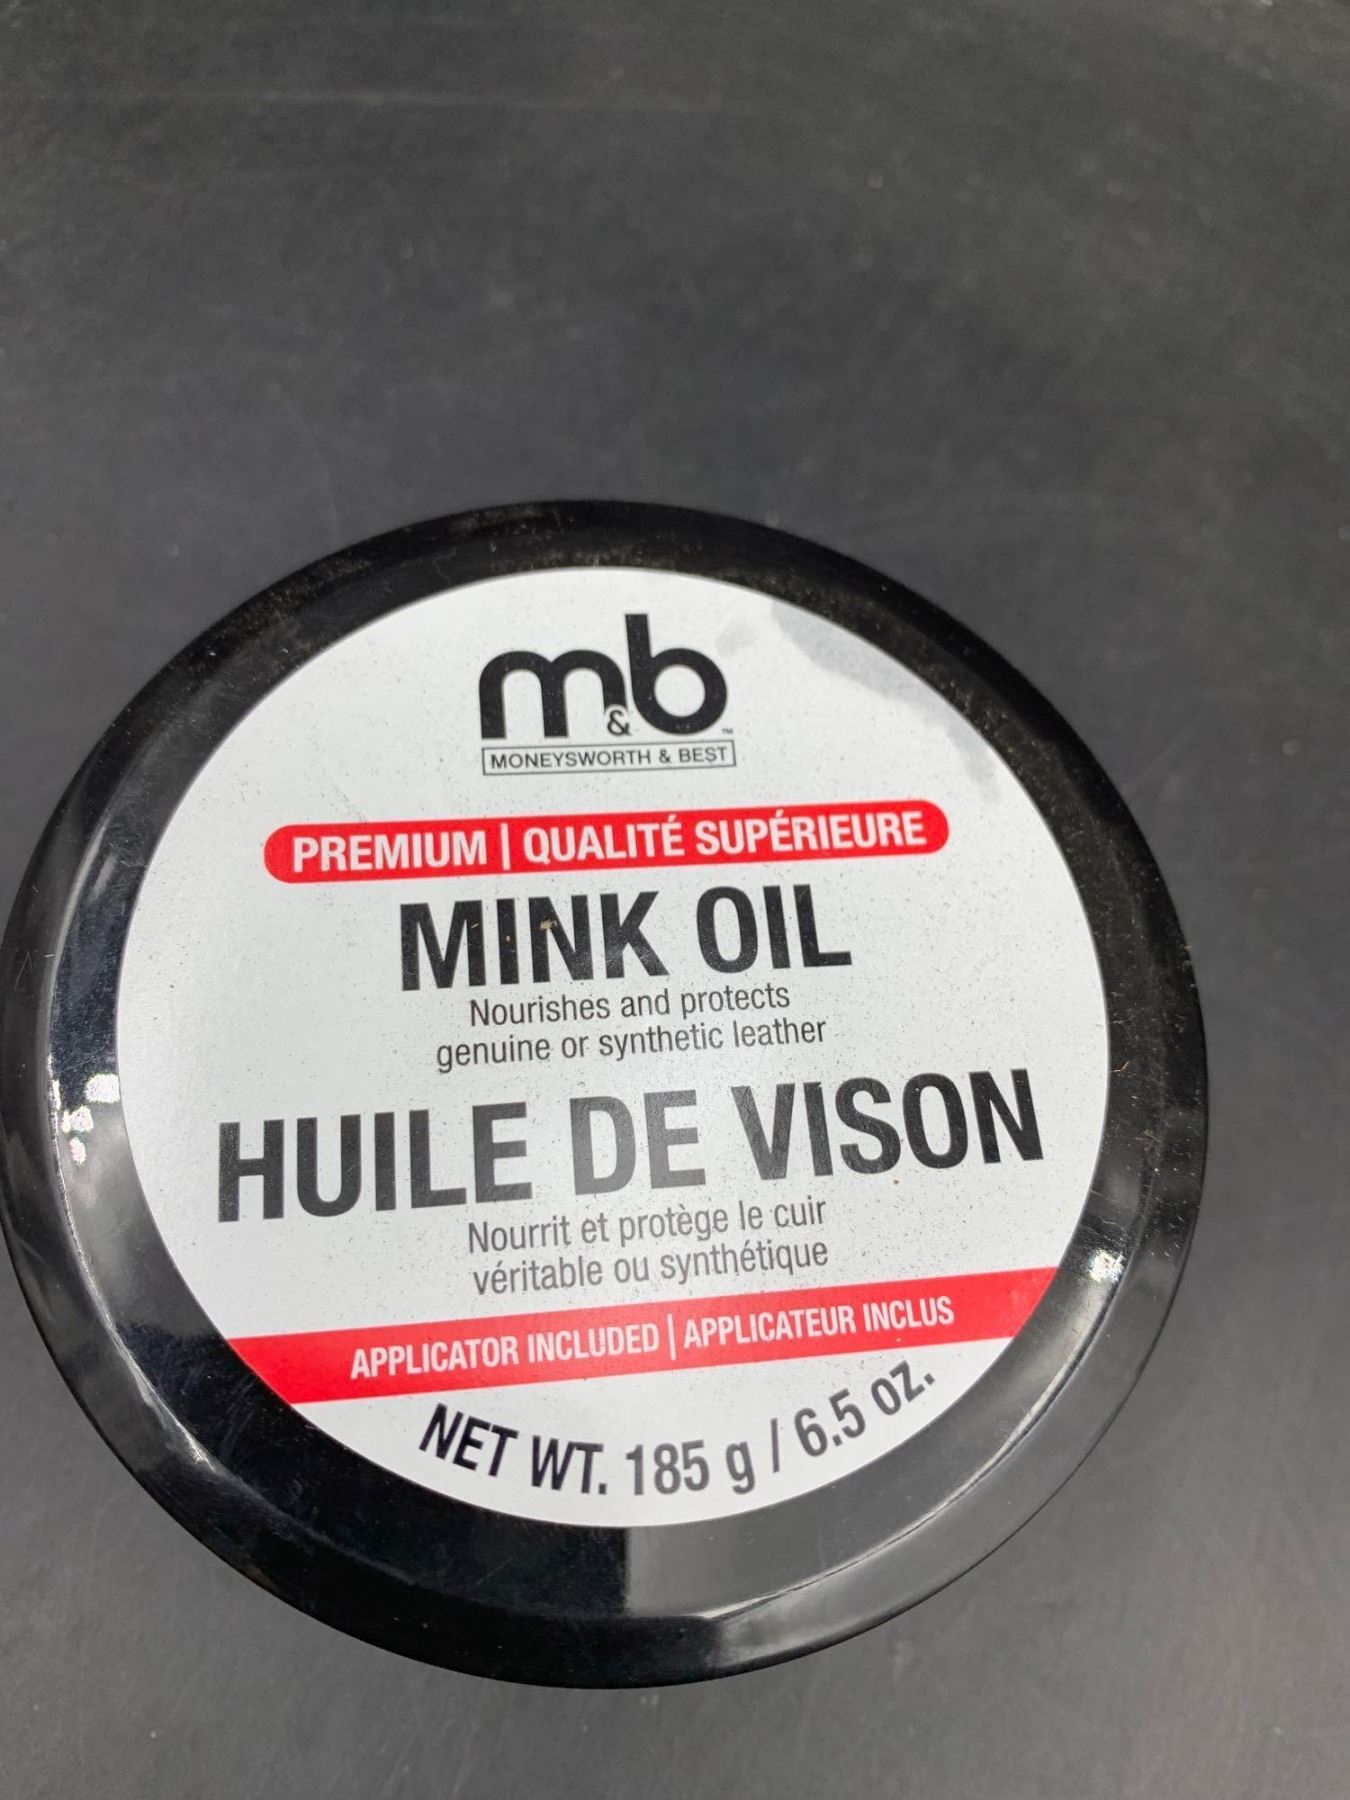 m&b™
MONEYSWORTH & BEST
PREMIUM | QUALITÉ SUPÉRIEURE
MINK OIL
Nourishes and protects
genuine or synthetic leather
HUILE DE VISON
Nourrit et protège le cuir
véritable ou synthétique
APPLICATOR INCLUDED | APPLICATEUR INCLUS
NET WT. 185 g / 6.5 oz.